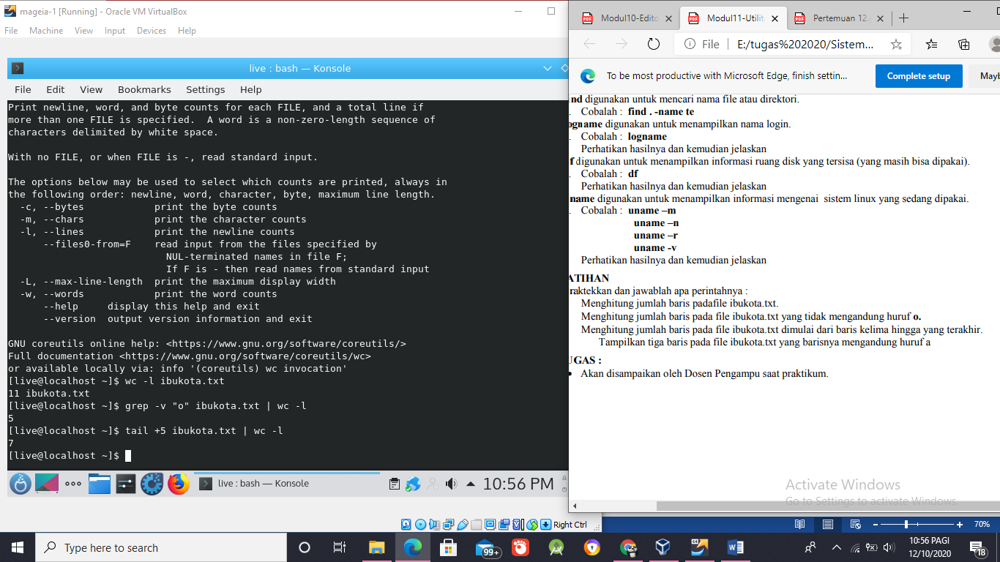 mageia-1 [Running] - Oracle VM VirtualBox
File Machine View Input Devices Help
live : bash — Konsole
File Edit View Bookmarks Settings Help
Print newline, word, and byte counts for each FILE, and a total line if
more than one FILE is specified.  A word is a non-zero-length sequence of
characters delimited by white space.
With no FILE, or when FILE is -, read standard input.
The options below may be used to select which counts are printed, always in
the following order: newline, word, character, byte, maximum line length.
-c, --bytes            print the byte counts
-m, --chars            print the character counts
-l, --lines            print the newline counts
--files0-from=F    read input from the files specified by
NUL-terminated names in file F;
If F is - then read names from standard input
-L, --max-line-length  print the maximum display width
-w, --words            print the word counts
--help     display this help and exit
--version  output version information and exit
GNU coreutils online help: <https://www.gnu.org/software/coreutils/>
Full documentation <https://www.gnu.org/software/coreutils/wc>
or available locally via: info '(coreutils) wc invocation'
[live@localhost ~]$ wc -l ibukota.txt
11 ibukota.txt
[live@localhost ~]$ grep -v "o" ibukota.txt | wc -l
5
[live@localhost ~]$ tail +5 ibukota.txt | wc -l
7
[live@localhost ~]$
live : bash — Konsole
10:56 PM
Right Ctrl
Modul10-Edito
Modul11-Utilit
Pertemuan 12.
File
E:/tugas%202020/Sistem...
To be most productive with Microsoft Edge, finish settin...
Complete setup
Mayb
nd digunakan untuk mencari nama file atau direktori.
. Cobalah : find . -name te
ogname digunakan untuk menampilkan nama login.
. Cobalah : logname
Perhatikan hasilnya dan kemudian jelaskan
f digunakan untuk menampilkan informasi ruang disk yang tersisa (yang masih bisa dipakai).
. Cobalah : df
Perhatikan hasilnya dan kemudian jelaskan
name digunakan untuk menampilkan informasi mengenai sistem linux yang sedang dipakai.
. Cobalah : uname –m
uname –n
uname –r
uname -v
Perhatikan hasilnya dan kemudian jelaskan
ATIHAN
raktekkan dan jawablah apa perintahnya :
Menghitung jumlah baris padafile ibukota.txt.
Menghitung jumlah baris pada file ibukota.txt yang tidak mengandung huruf o.
Menghitung jumlah baris pada file ibukota.txt dimulai dari baris kelima hingga yang terakhir.
Tampilkan tiga baris pada file ibukota.txt yang barisnya mengandung huruf a
UGAS :
• Akan disampaikan oleh Dosen Pengampu saat praktikum.
Activate Windows
Go to Settings to activate Windows.
70%
Type here to search
99+
10:56 PAGI
12/10/2020
18